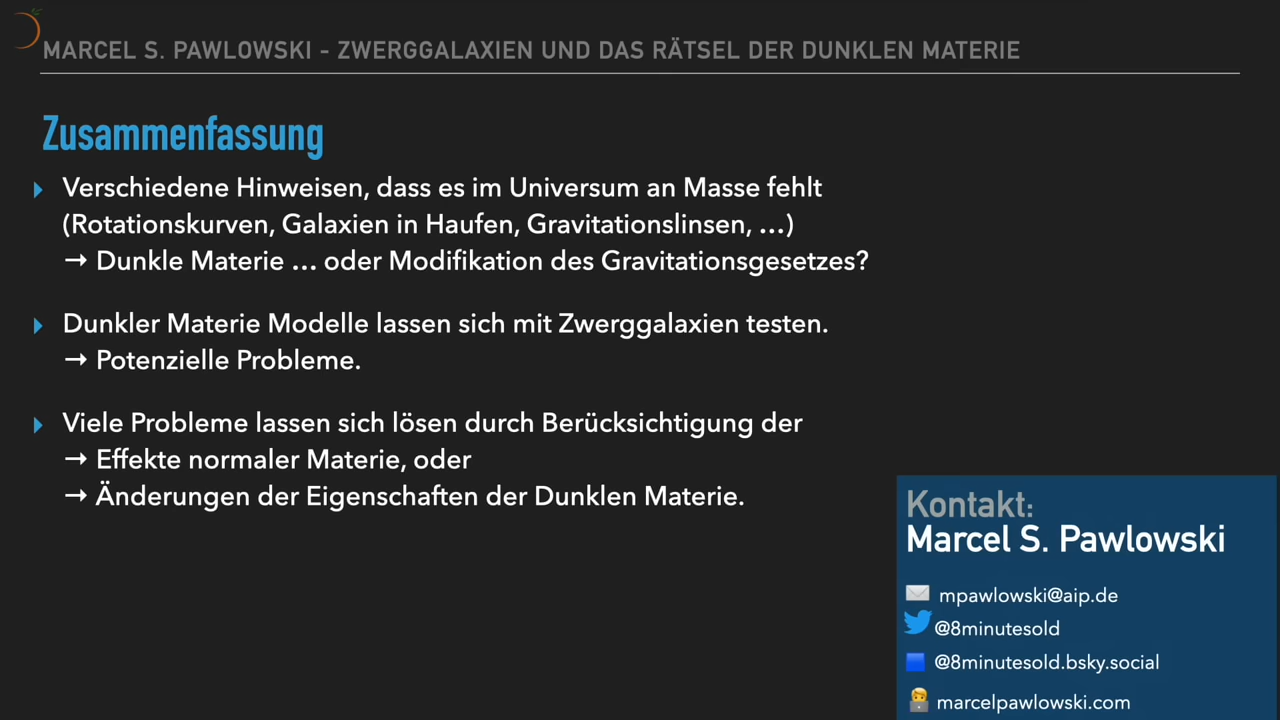 MARCEL S. PAWLOWSKI - ZWERGGALAXIEN UND DAS RÄTSEL DER DUNKLEN MATERIE
Zusammenfassung
Verschiedene Hinweisen, dass es im Universum an Masse fehlt
(Rotationskurven, Galaxien in Haufen, Gravitationslinsen, …)
→ Dunkle Materie … oder Modifikation des Gravitationsgesetzes?
Dunkler Materie Modelle lassen sich mit Zwerggalaxien testen.
→ Potenzielle Probleme.
Viele Probleme lassen sich lösen durch Berücksichtigung der
→ Effekte normaler Materie, oder
→ Änderungen der Eigenschaften der Dunklen Materie.
Kontakt:
Marcel S. Pawlowski
mpawlowski@aip.de
@8minutesold
@8minutesold.bsky.social
marcelpawlowski.com